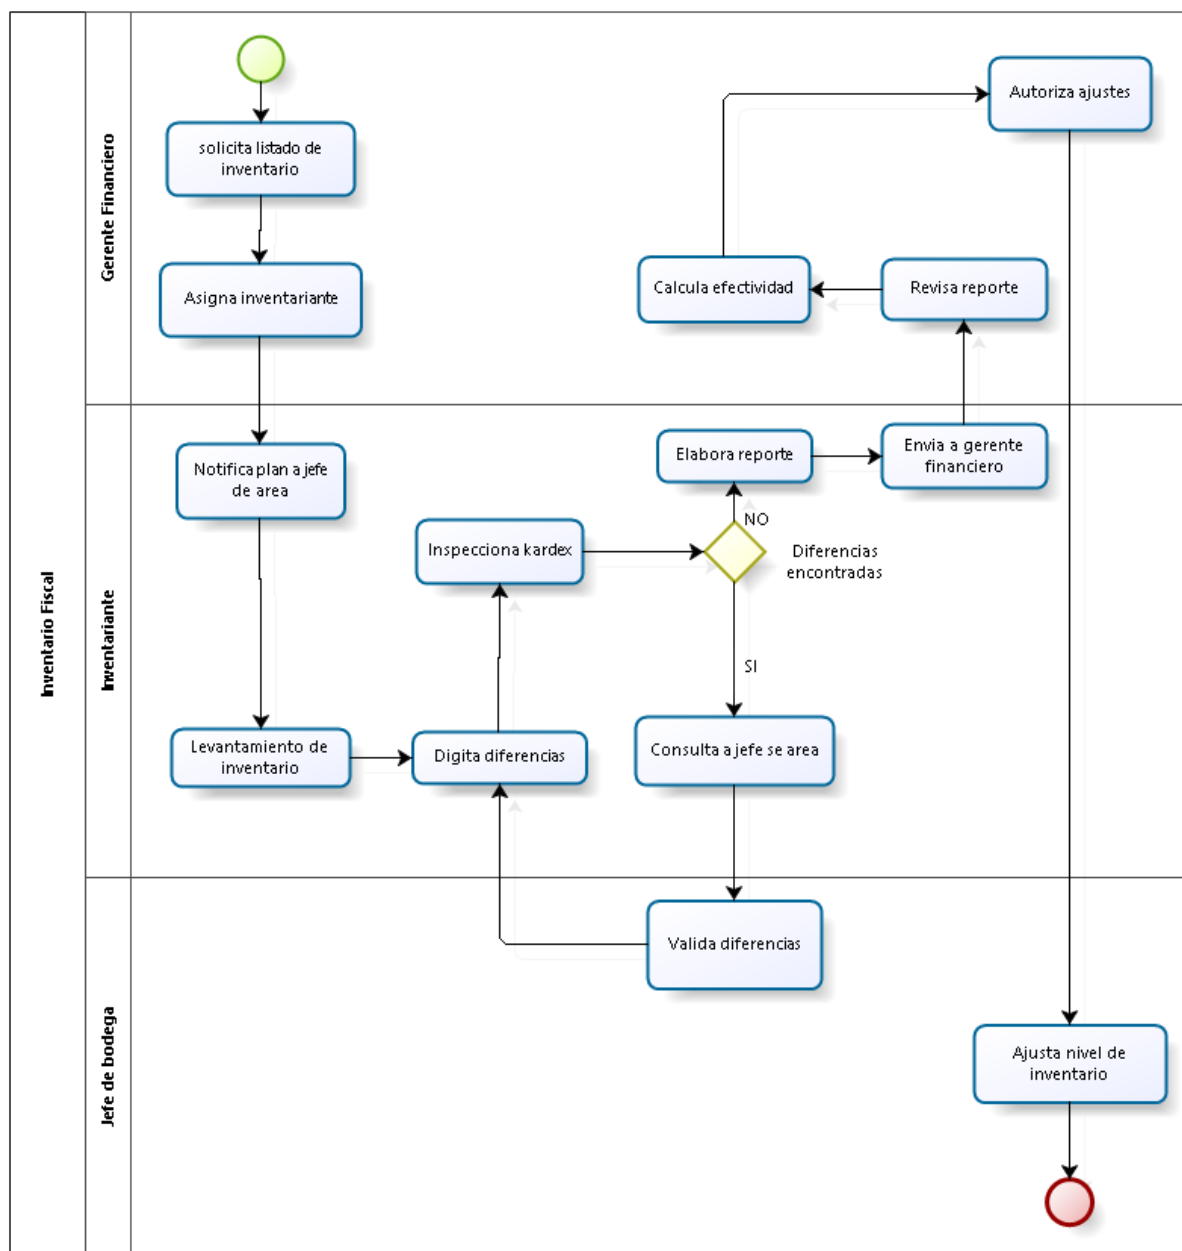 Inventario Fiscal
Gerente Financiero
solicita listado de
inventario
Asigna inventariante
Autoriza ajustes
Calcula efectividad
Revisa reporte
Inventariante
Notifica plan a jefe
de area
Levantamiento de
inventario
Digita diferencias
Inspecciona kardex
Elabora reporte
Envia a gerente
financiero
NO
Diferencias
encontradas
SI
Consulta a jefe se area
Jefe de bodega
Valida diferencias
Ajusta nivel de
inventario